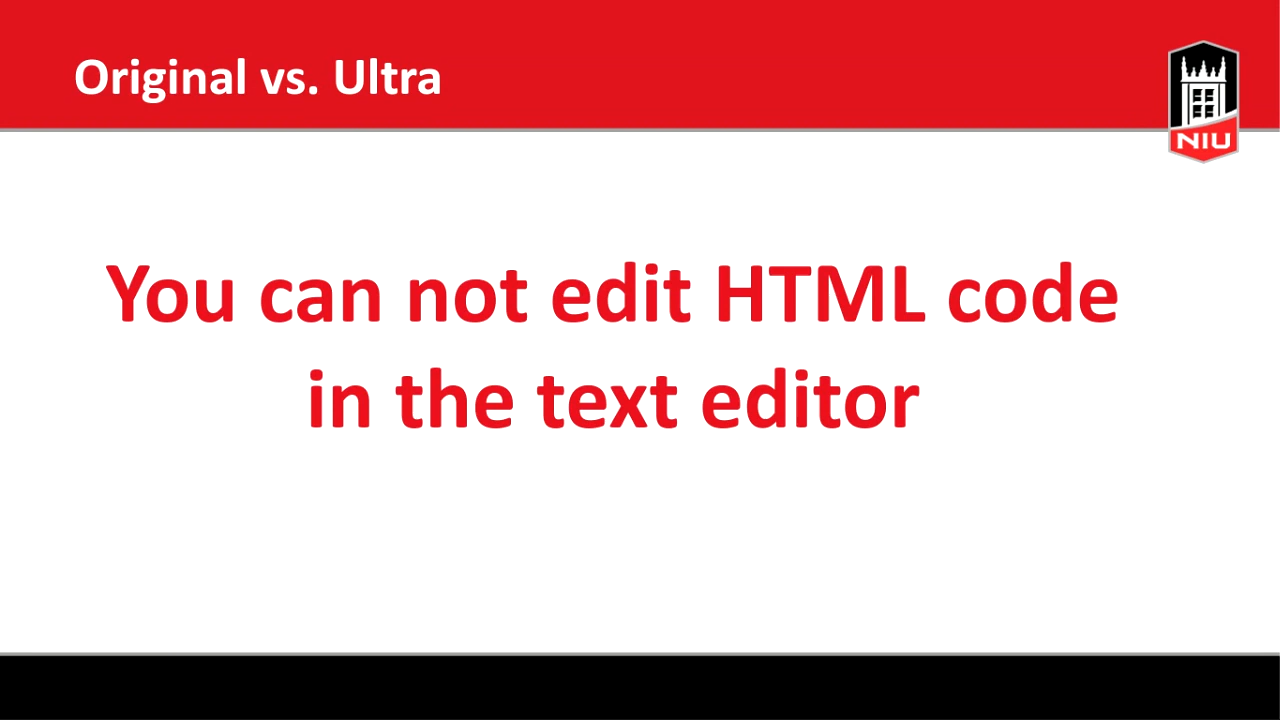 Original vs. Ultra
NIU
You can not edit HTML code
in the text editor